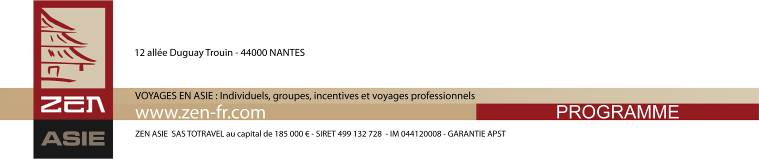 12 allée Duguay Trouin - 44000 NANTES
VOYAGES EN ASIE : Individuels, groupes, incentives et voyages professionnels
ZEN
www.zen-fr.com
PROGRAMME
ASIE
ZEN ASIE SAS TOTRAVEL au capital de 185 000 € - SIRET 499 132 728 - IM 044120008 - GARANTIE APST